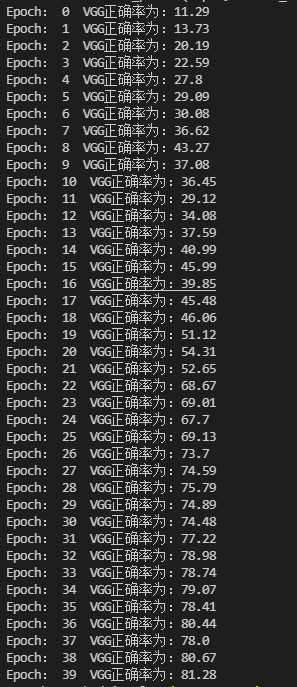 Epoch: 0 VGG正确率为：11.29
Epoch: 1 VGG正确率为：13.73
Epoch: 2 VGG正确率为：20.19
Epoch: 3 VGG正确率为：22.59
Epoch: 4 VGG正确率为：27.8
Epoch: 5 VGG正确率为：29.09
Epoch: 6 VGG正确率为：30.08
Epoch: 7 VGG正确率为：36.62
Epoch: 8 VGG正确率为：43.27
Epoch: 9 VGG正确率为：37.08
Epoch: 10 VGG正确率为：36.45
Epoch: 11 VGG正确率为：29.12
Epoch: 12 VGG正确率为：34.08
Epoch: 13 VGG正确率为：37.59
Epoch: 14 VGG正确率为：40.99
Epoch: 15 VGG正确率为：45.99
Epoch: 16 VGG正确率为：39.85
Epoch: 17 VGG正确率为：45.48
Epoch: 18 VGG正确率为：46.06
Epoch: 19 VGG正确率为：51.12
Epoch: 20 VGG正确率为：54.31
Epoch: 21 VGG正确率为：52.65
Epoch: 22 VGG正确率为：68.67
Epoch: 23 VGG正确率为：69.01
Epoch: 24 VGG正确率为：67.7
Epoch: 25 VGG正确率为：69.13
Epoch: 26 VGG正确率为：73.7
Epoch: 27 VGG正确率为：74.59
Epoch: 28 VGG正确率为：75.79
Epoch: 29 VGG正确率为：74.89
Epoch: 30 VGG正确率为：74.48
Epoch: 31 VGG正确率为：77.22
Epoch: 32 VGG正确率为：78.98
Epoch: 33 VGG正确率为：78.74
Epoch: 34 VGG正确率为：79.07
Epoch: 35 VGG正确率为：78.41
Epoch: 36 VGG正确率为：80.44
Epoch: 37 VGG正确率为：78.0
Epoch: 38 VGG正确率为：80.67
Epoch: 39 VGG正确率为：81.28